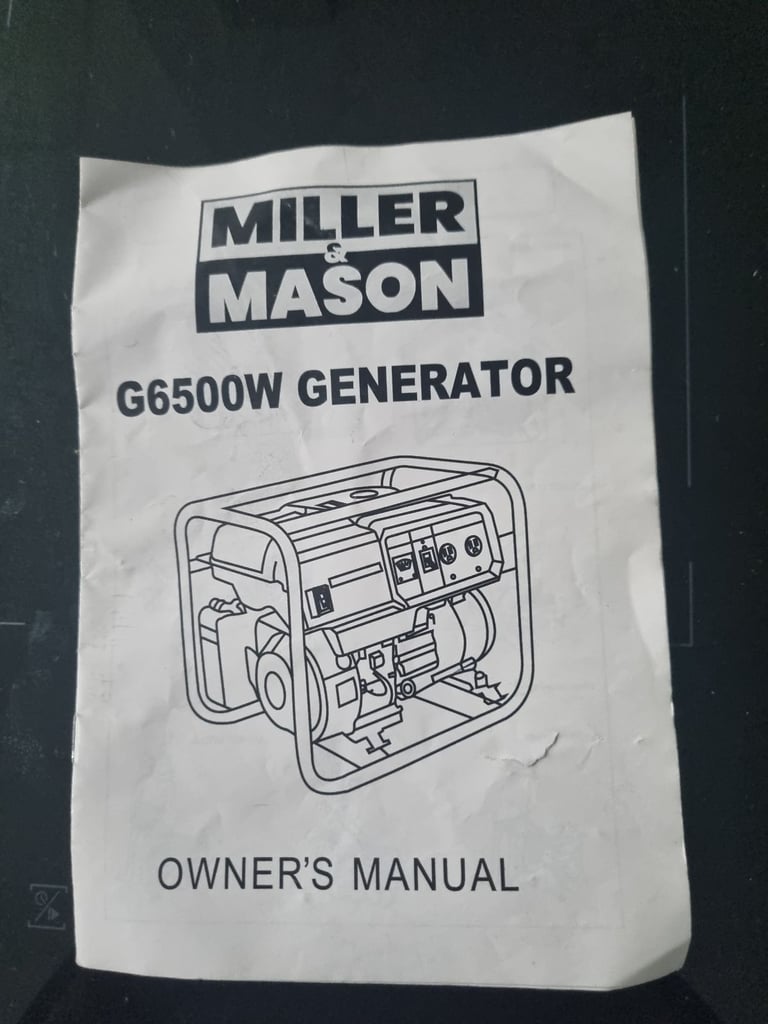 MILLER
&
MASON
G6500W GENERATOR
OWNER'S MANUAL